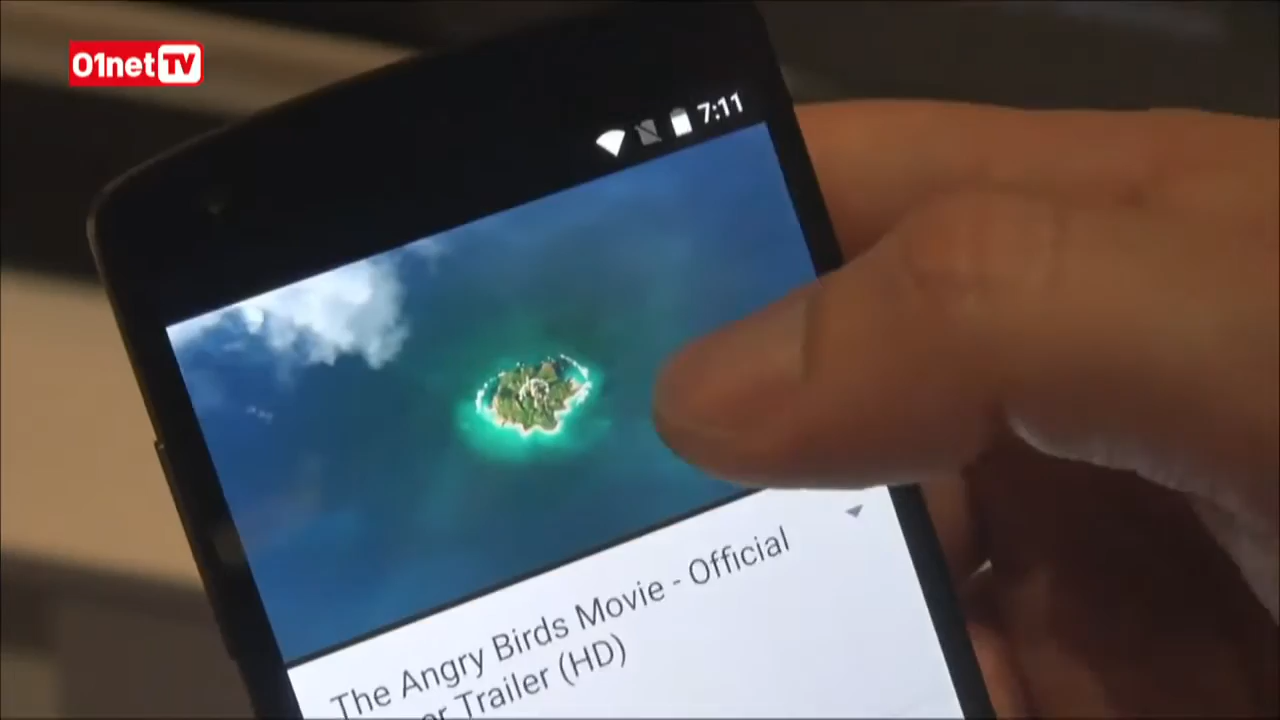 01netTV
7:11
The Angry Birds Movie - Official
Trailer (HD)